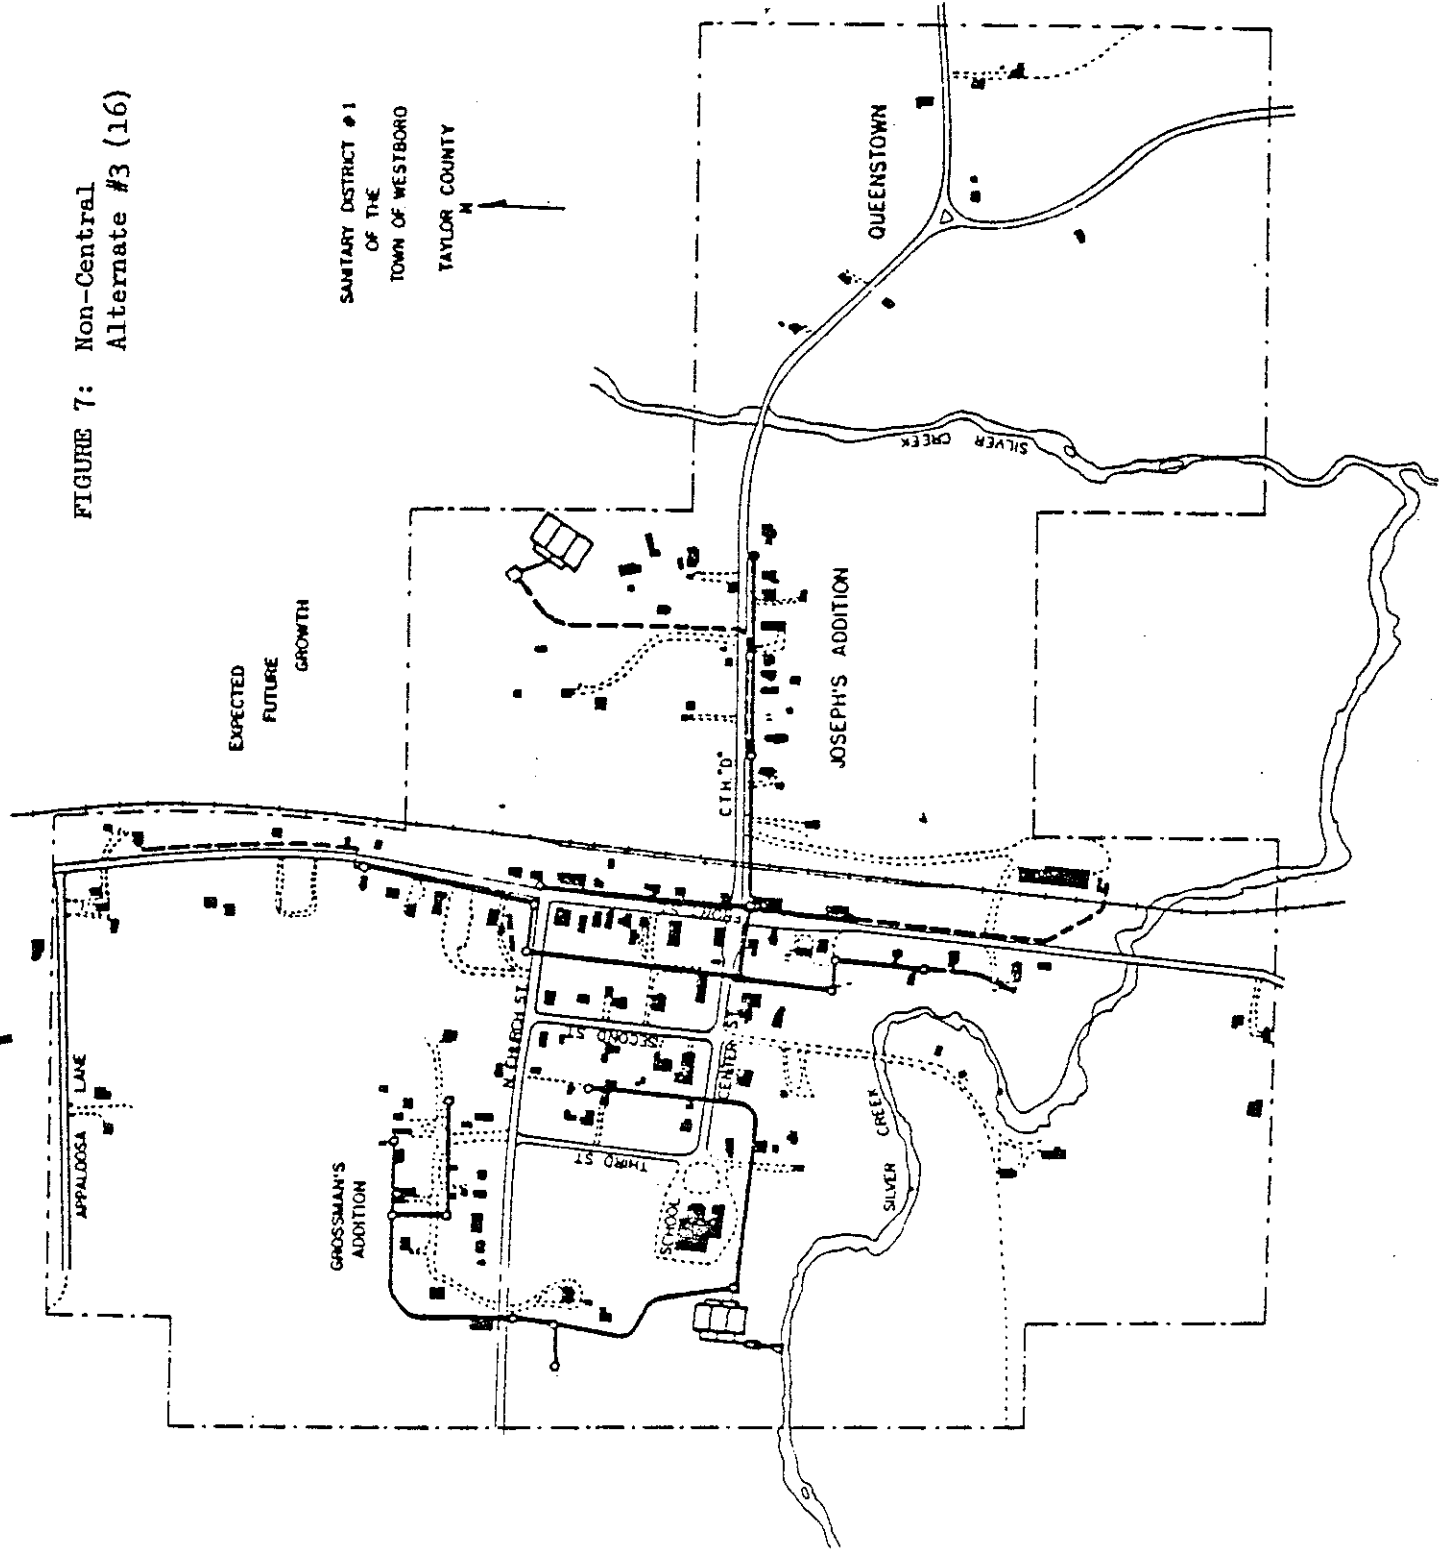 FIGURE 7: Non-Central
Alternate #3 (16)
SANITARY DISTRICT # 1
OF THE
TOWN OF WESTBORO
TAYLOR COUNTY
N
EXPECTED
FUTURE
GROWTH
APPALOOSA LANE
GROSSMAN'S
ADDITION
N CHURCH ST
SECOND ST
THIRD ST
CENTER ST
SCHOOL
C T H "D"
JOSEPH'S ADDITION
QUEENSTOWN
SILVER CREEK
SILVER CREEK